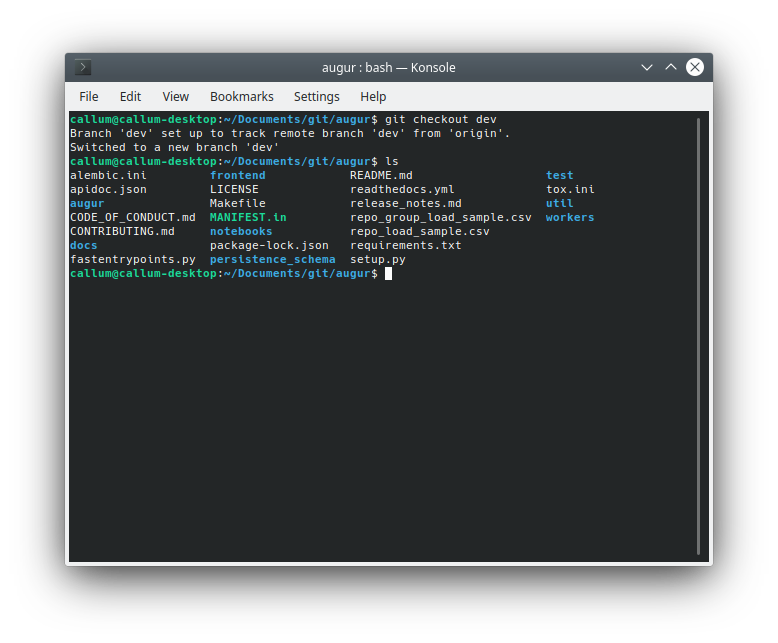 augur : bash — Konsole
File Edit View Bookmarks Settings Help
callum@callum-desktop:~/Documents/git/augur$ git checkout dev
Branch 'dev' set up to track remote branch 'dev' from 'origin'.
Switched to a new branch 'dev'
callum@callum-desktop:~/Documents/git/augur$ ls
alembic.ini frontend README.md test
apidoc.json LICENSE readthedocs.yml tox.ini
augur Makefile release_notes.md util
CODE_OF_CONDUCT.md MANIFEST.in repo_group_load_sample.csv workers
CONTRIBUTING.md notebooks repo_load_sample.csv
docs package-lock.json requirements.txt
fastentrypoints.py persistence_schema setup.py
callum@callum-desktop:~/Documents/git/augur$